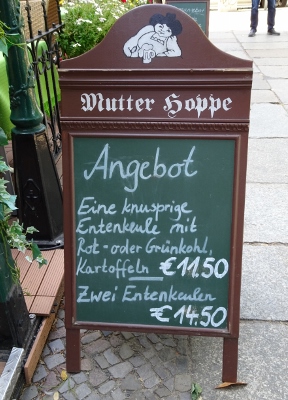 Mutter Hoppe
Angebot
Eine knusprige
Entenkeule mit
Rot- oder Grünkohl,
Kartoffeln €11.50
Zwei Entenkeulen
€14.50